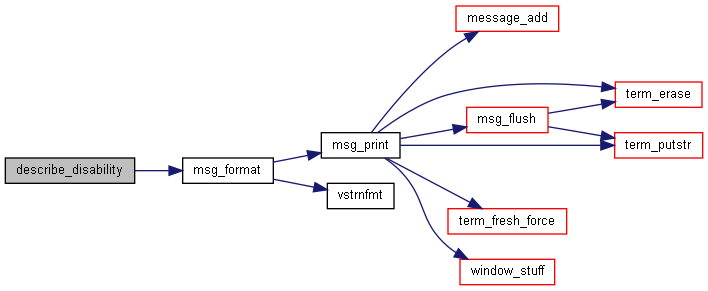 message_add
term_erase
msg_flush
msg_print
term_putstr
describe_disability
msg_format
vstrnfmt
term_fresh_force
window_stuff